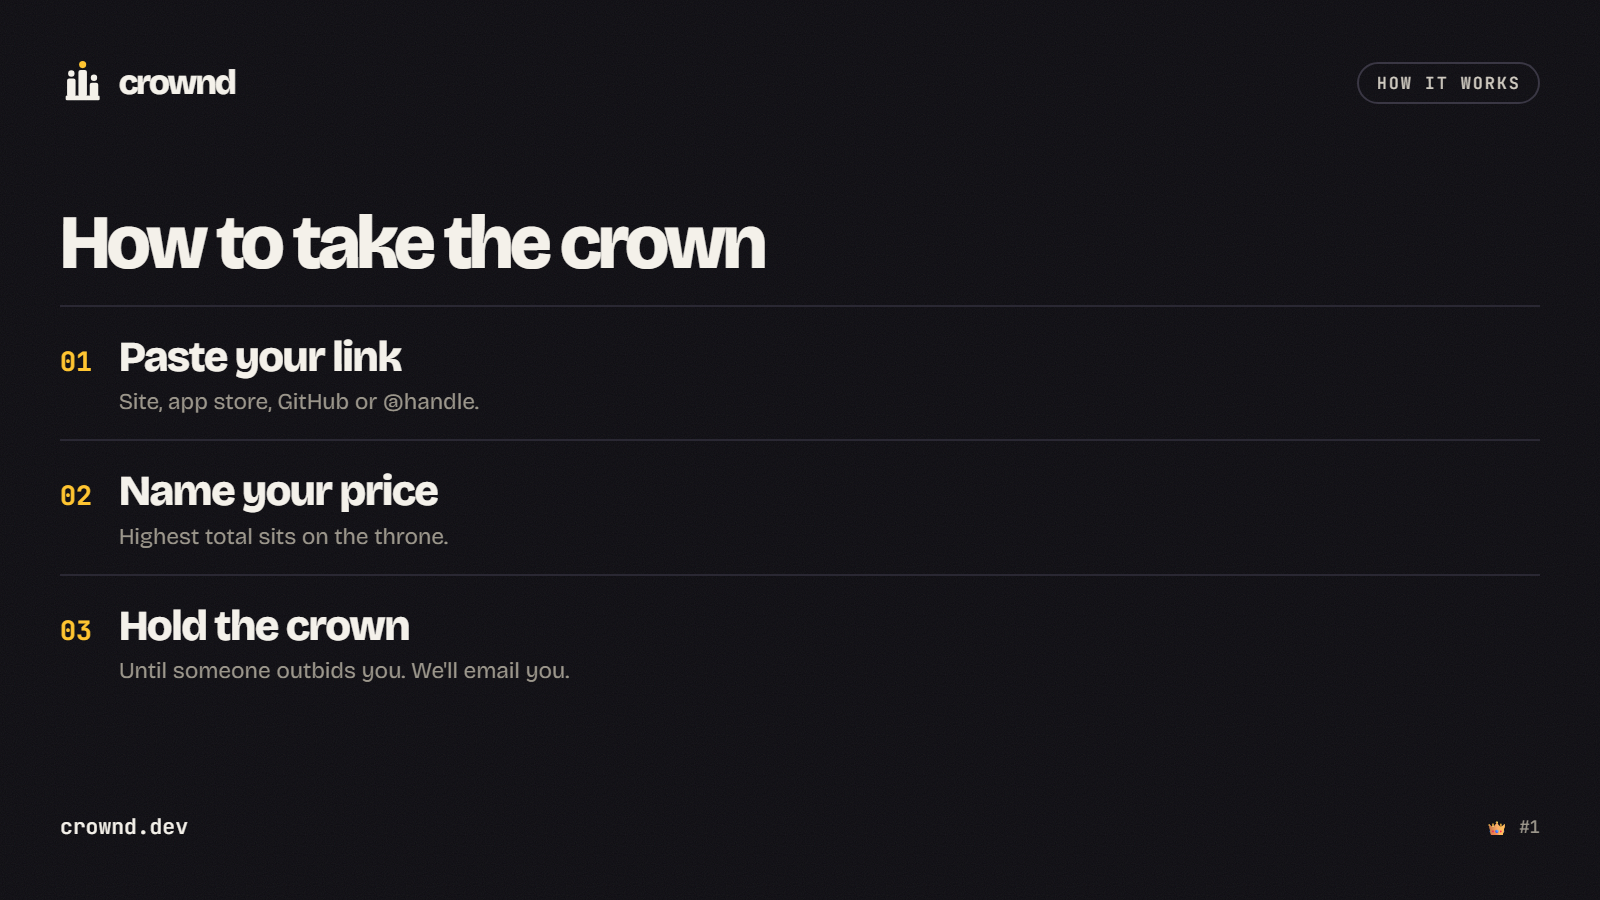 crownd
HOW IT WORKS
How to take the crown
01 Paste your link
Site, app store, GitHub or @handle.
02 Name your price
Highest total sits on the throne.
03 Hold the crown
Until someone outbids you. We'll email you.
crownd.dev
👑 #1